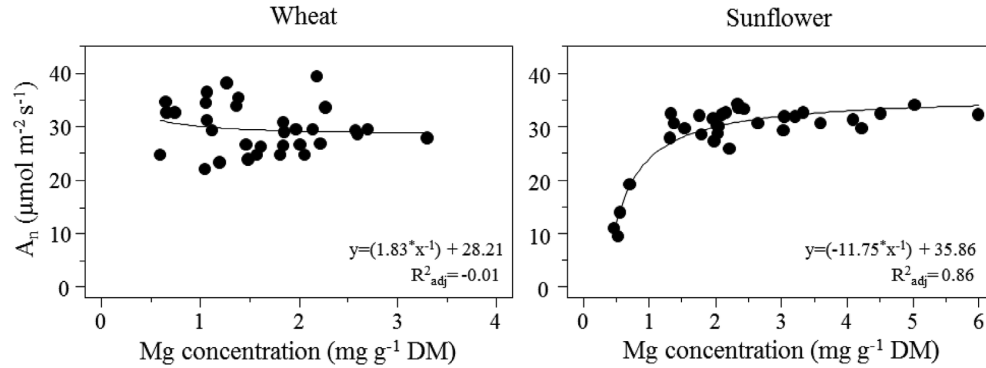 Wheat
Sunflower
Aₙ (µmol m⁻² s⁻¹)
40
30
20
10
0
y=(1.83*x⁻¹) + 28.21
R²adj= -0.01
0 1 2 3 4
Mg concentration (mg g⁻¹ DM)
40
30
20
10
0
y=(-11.75*x⁻¹) + 35.86
R²adj= 0.86
0 1 2 3 4 5 6
Mg concentration (mg g⁻¹ DM)